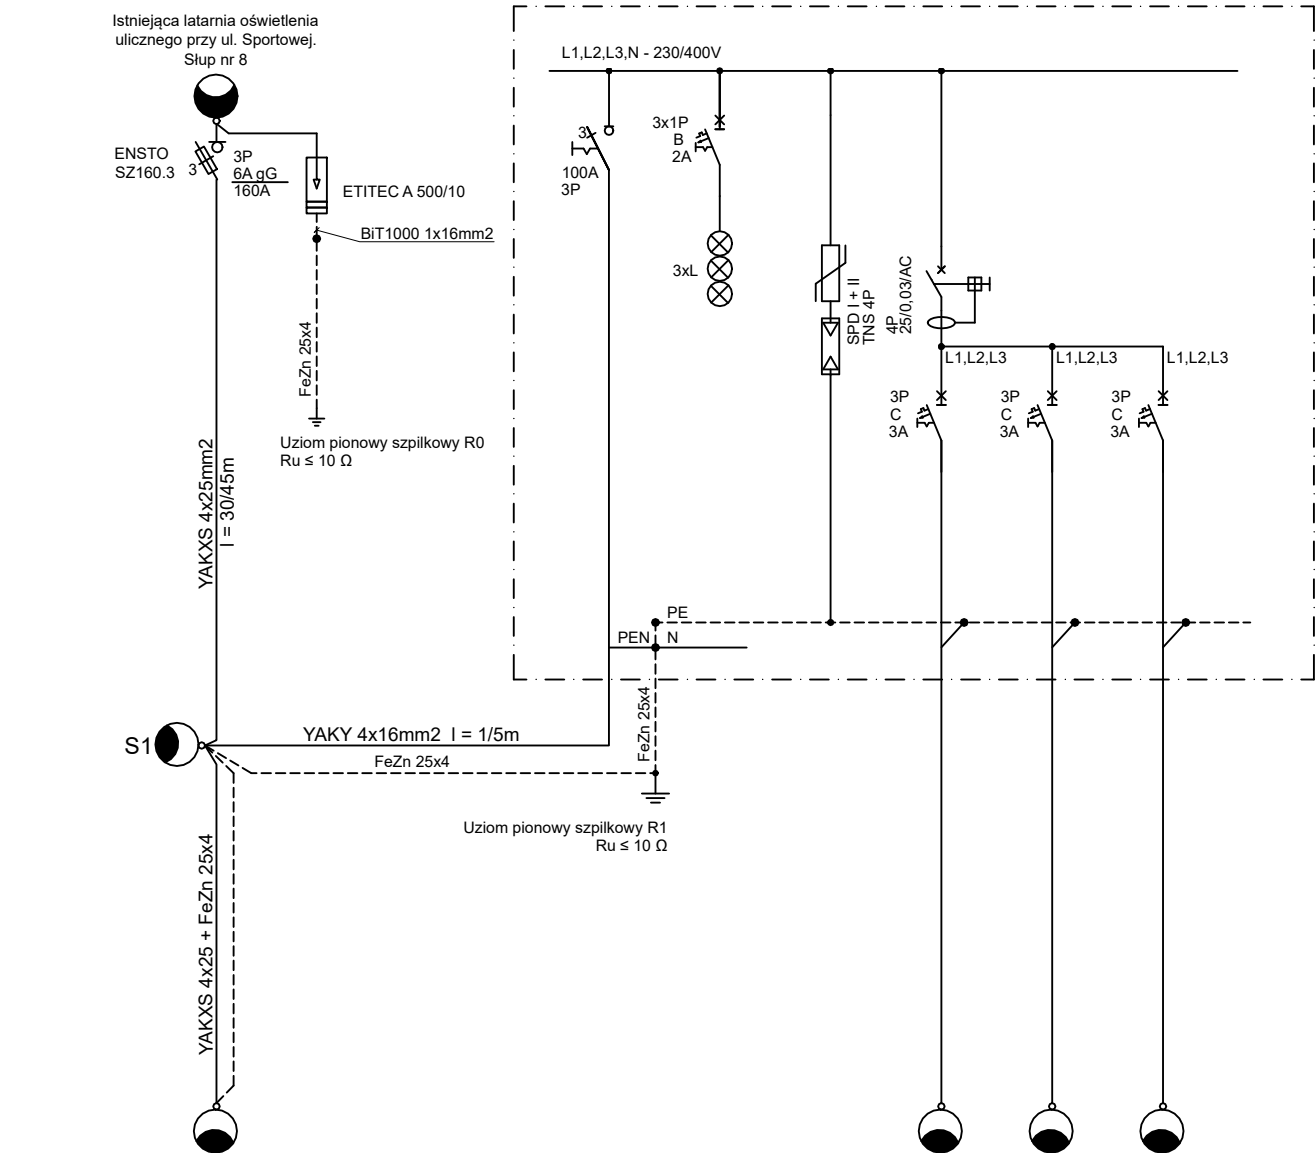 Istniejąca latarnia oświetlenia
ulicznego przy ul. Sportowej.
Słup nr 8
ENSTO
SZ160.3
3
3P
6A gG
160A
ETITEC A 500/10
BiT1000 1x16mm2
FeZn 25x4
Uziom pionowy szpilkowy R0
Ru ≤ 10 Ω
YAKXS 4x25mm2
l = 30/45m
L1,L2,L3,N - 230/400V
3
100A
3P
3x1P
B
2A
3xL
SPD I + II
TNS 4P
4P
25/0,03/AC
L1,L2,L3
L1,L2,L3
L1,L2,L3
3P
C
3A
3P
C
3A
3P
C
3A
PE
PEN
N
FeZn 25x4
S1
YAKY 4x16mm2 l = 1/5m
FeZn 25x4
Uziom pionowy szpilkowy R1
Ru ≤ 10 Ω
YAKXS 4x25 + FeZn 25x4